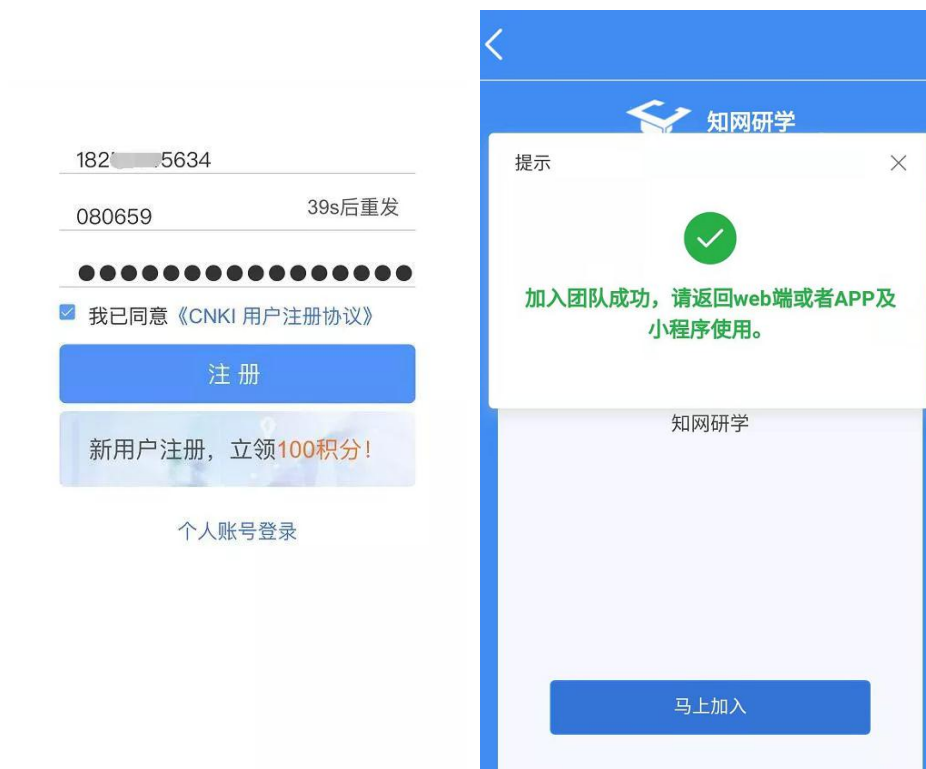 182 5634
080659
39s后重发
我已同意《CNKI 用户注册协议》
注 册
新用户注册，立领100积分！
个人账号登录
知网研学
提示
加入团队成功，请返回web端或者APP及
小程序使用。
知网研学
马上加入